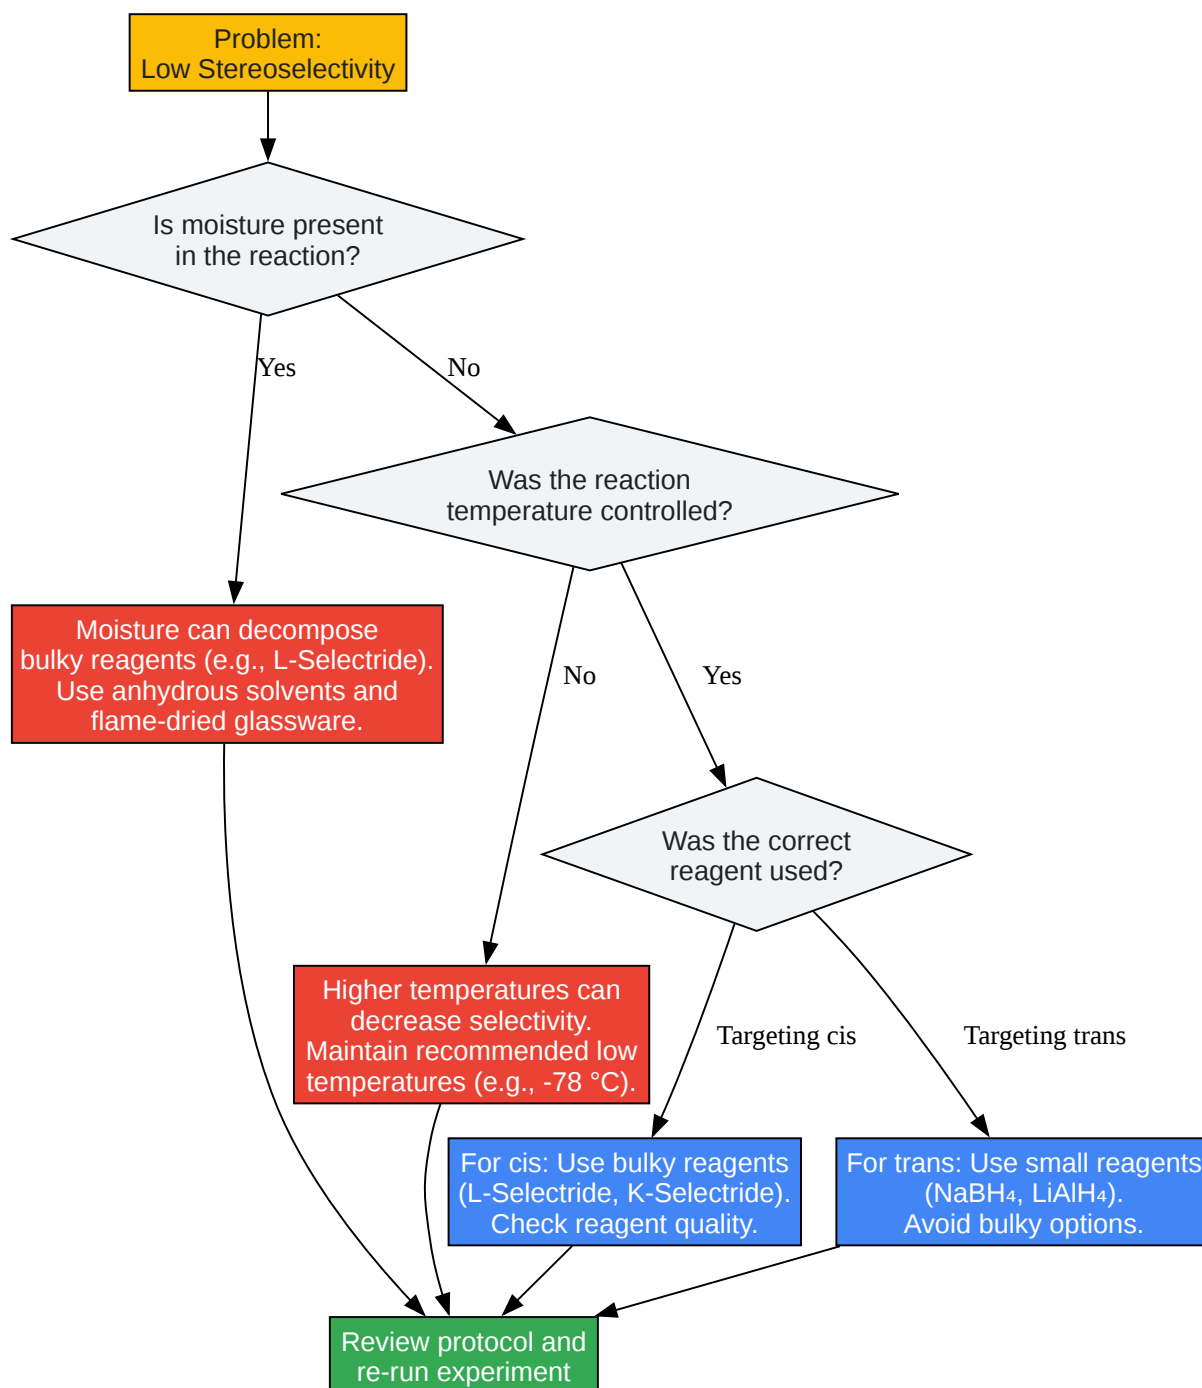 Problem:
Low Stereoselectivity
Is moisture present
in the reaction?
Yes
No
Was the reaction
temperature controlled?
Moisture can decompose
bulky reagents (e.g., L-Selectride).
Use anhydrous solvents and
flame-dried glassware.
No
Yes
Was the correct
reagent used?
Higher temperatures can
decrease selectivity.
Maintain recommended low
temperatures (e.g., -78 °C).
Targeting cis
Targeting trans
For cis: Use bulky reagents
(L-Selectride, K-Selectride).
Check reagent quality.
For trans: Use small reagents
(NaBH₄, LiAlH₄).
Avoid bulky options.
Review protocol and
re-run experiment